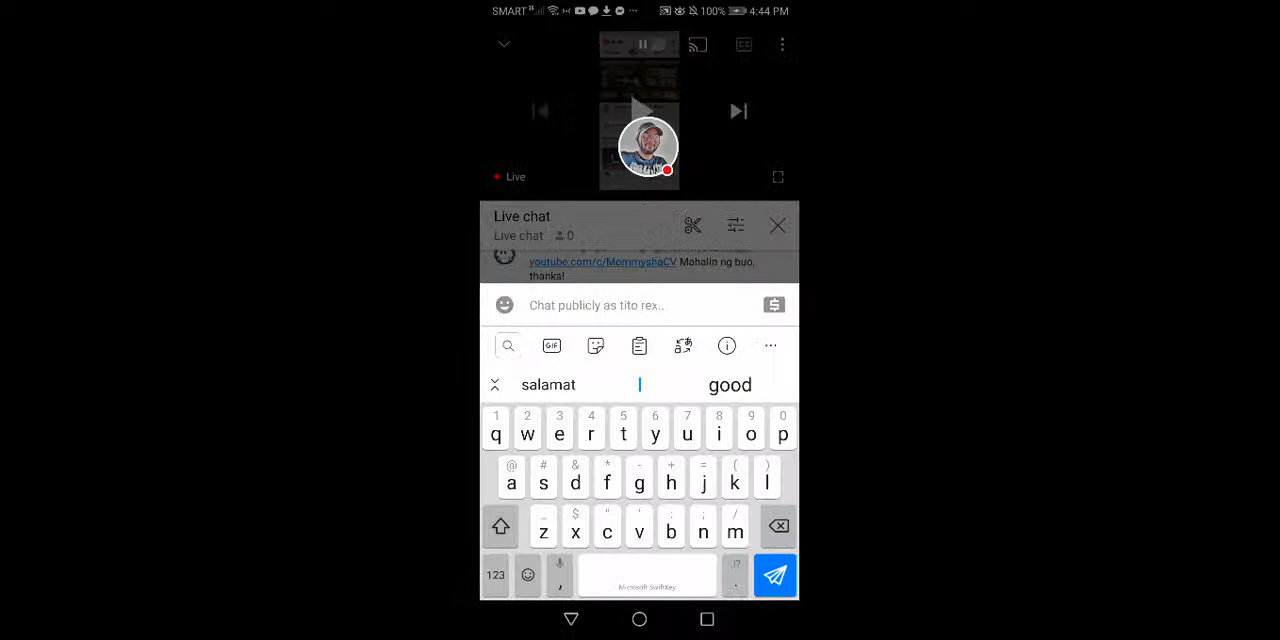 SMART 100% 4:44 PM
Live
Live chat
Live chat 0
youtube.com/c/MommyshaCV Mahalin ng buo,
thanks!
Chat publicly as tito rex...
GIF
salamat good
1 2 3 4 5 6 7 8 9 0
q w e r t y u i o p
@ # & * - + = ( )
a s d f g h j k l
_ $ " ' : ; /
z x c v b n m
123 , Microsoft SwiftKey .!? .